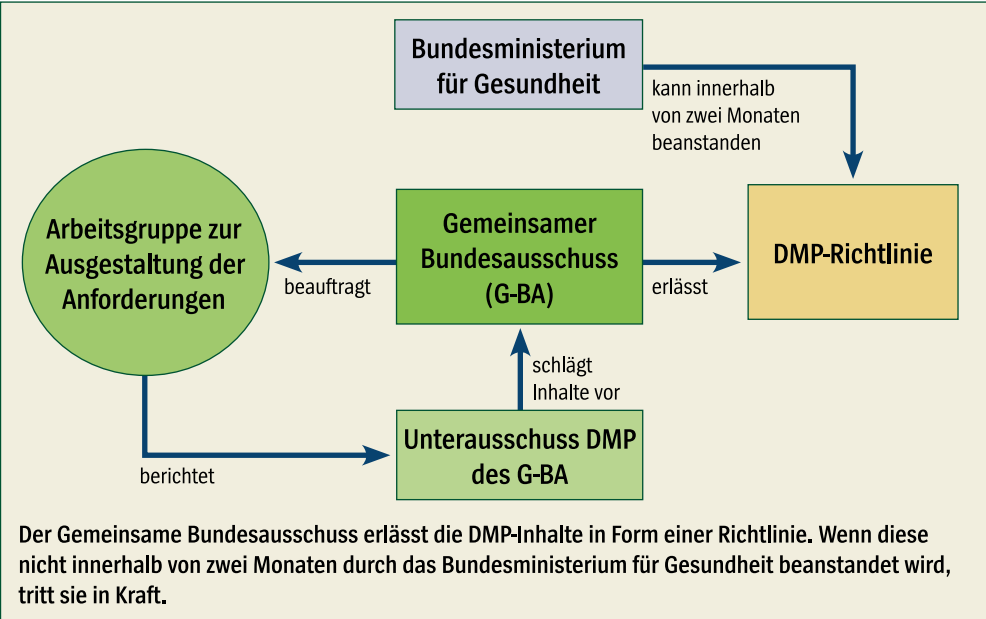 Bundesministerium
für Gesundheit
kann innerhalb
von zwei Monaten
beanstanden
Arbeitsgruppe zur
Ausgestaltung der
Anforderungen
beauftragt
Gemeinsamer
Bundesausschuss
(G-BA)
erlässt
DMP-Richtlinie
schlägt
Inhalte vor
Unterausschuss DMP
des G-BA
berichtet
Der Gemeinsame Bundesausschuss erlässt die DMP-Inhalte in Form einer Richtlinie. Wenn diese
nicht innerhalb von zwei Monaten durch das Bundesministerium für Gesundheit beanstandet wird,
tritt sie in Kraft.